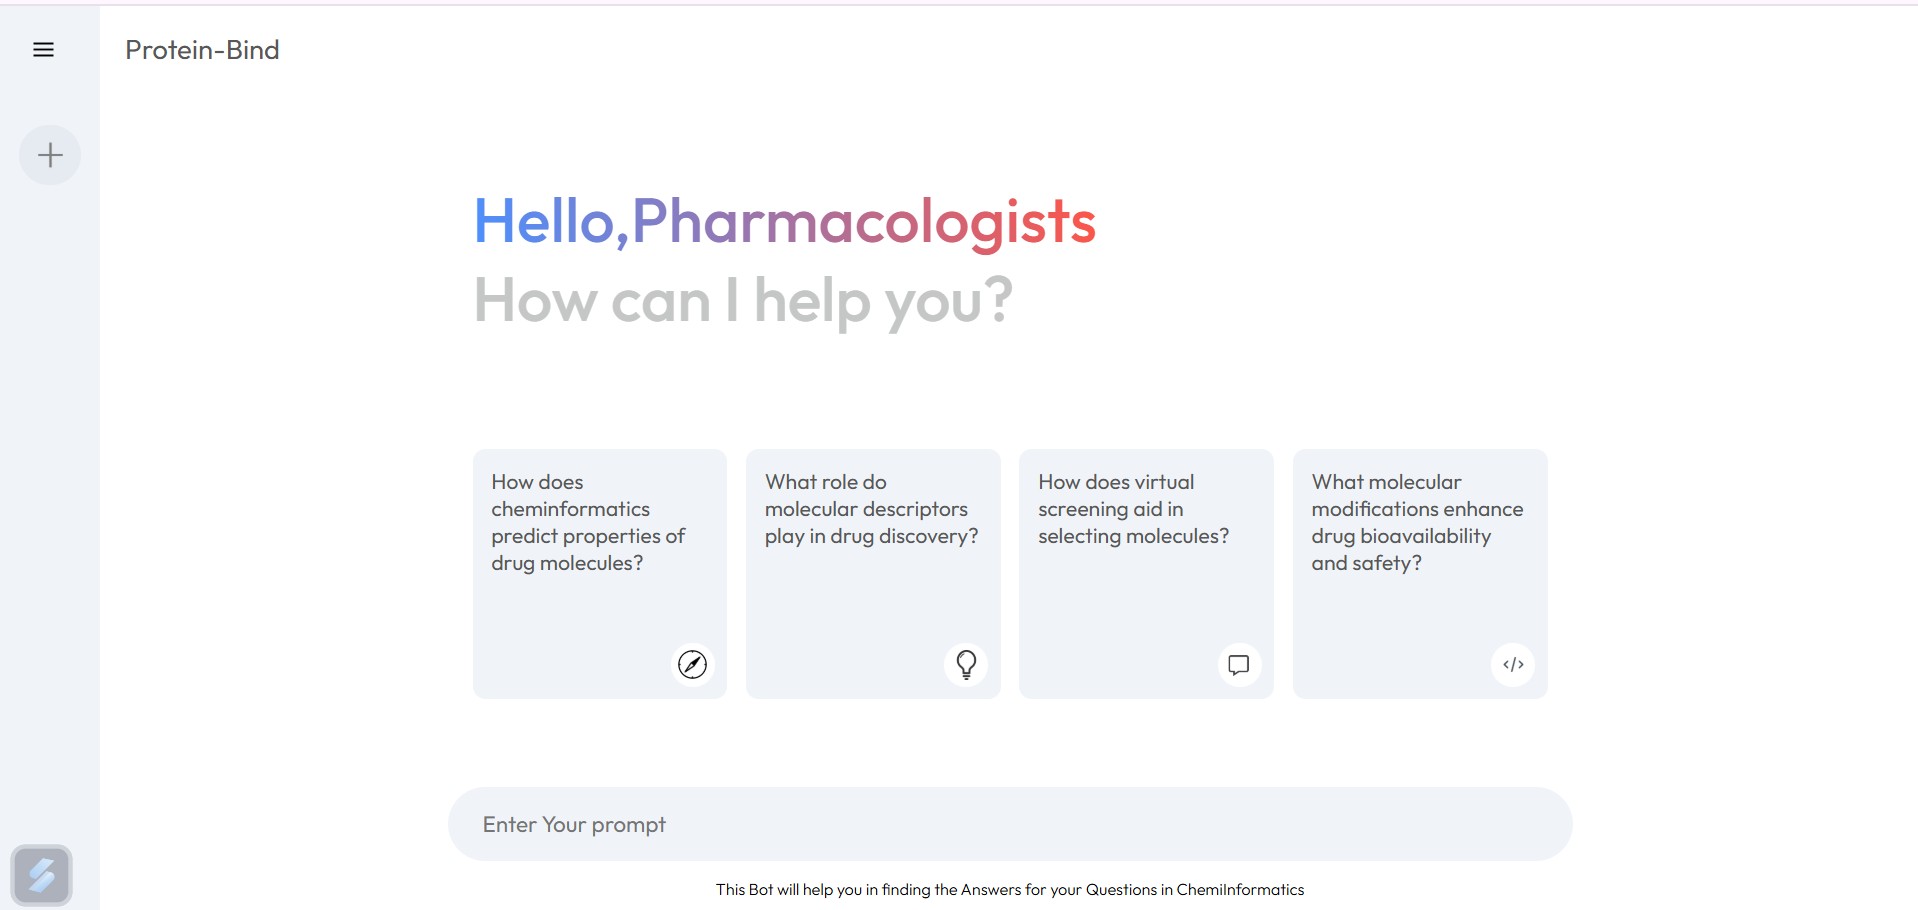 Protein-Bind
Hello,Pharmacologists
How can I help you?
How does
cheminformatics
predict properties of
drug molecules?
What role do
molecular descriptors
play in drug discovery?
How does virtual
screening aid in
selecting molecules?
What molecular
modifications enhance
drug bioavailability
and safety?
Enter Your prompt
This Bot will help you in finding the Answers for your Questions in ChemiInformatics